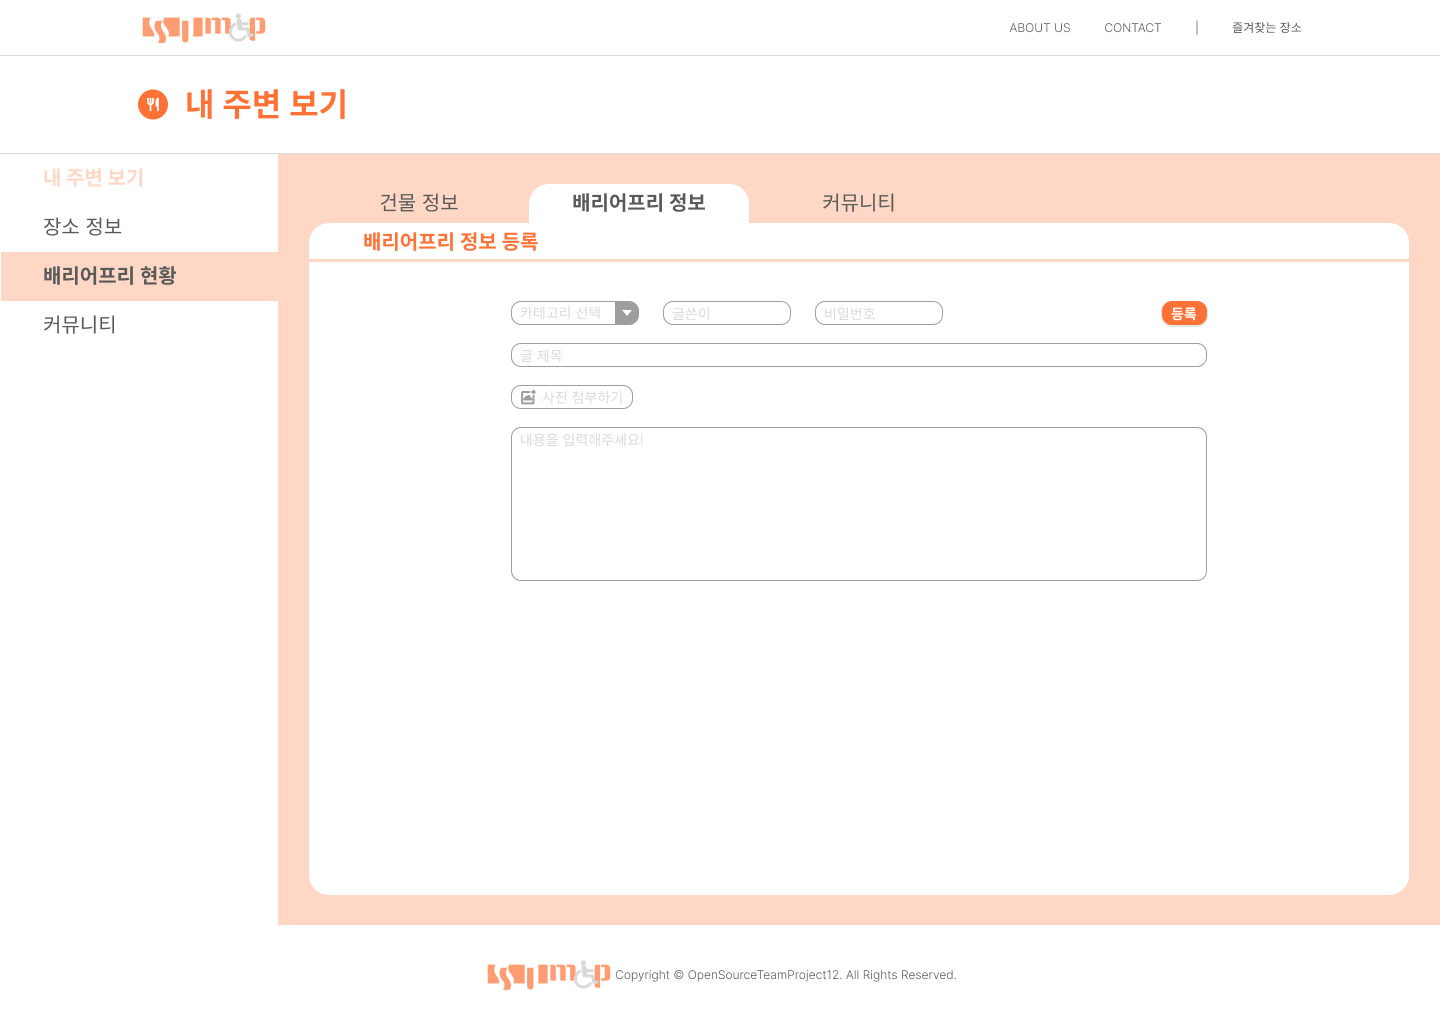 ABOUT US
CONTACT
|
즐겨찾는 장소
내 주변 보기
내 주변 보기
장소 정보
배리어프리 현황
커뮤니티
건물 정보
배리어프리 정보
커뮤니티
배리어프리 정보 등록
카테고리 선택
글쓴이
비밀번호
등록
글 제목
사진 첨부하기
내용을 입력해주세요!
Copyright © OpenSourceTeamProject12. All Rights Reserved.